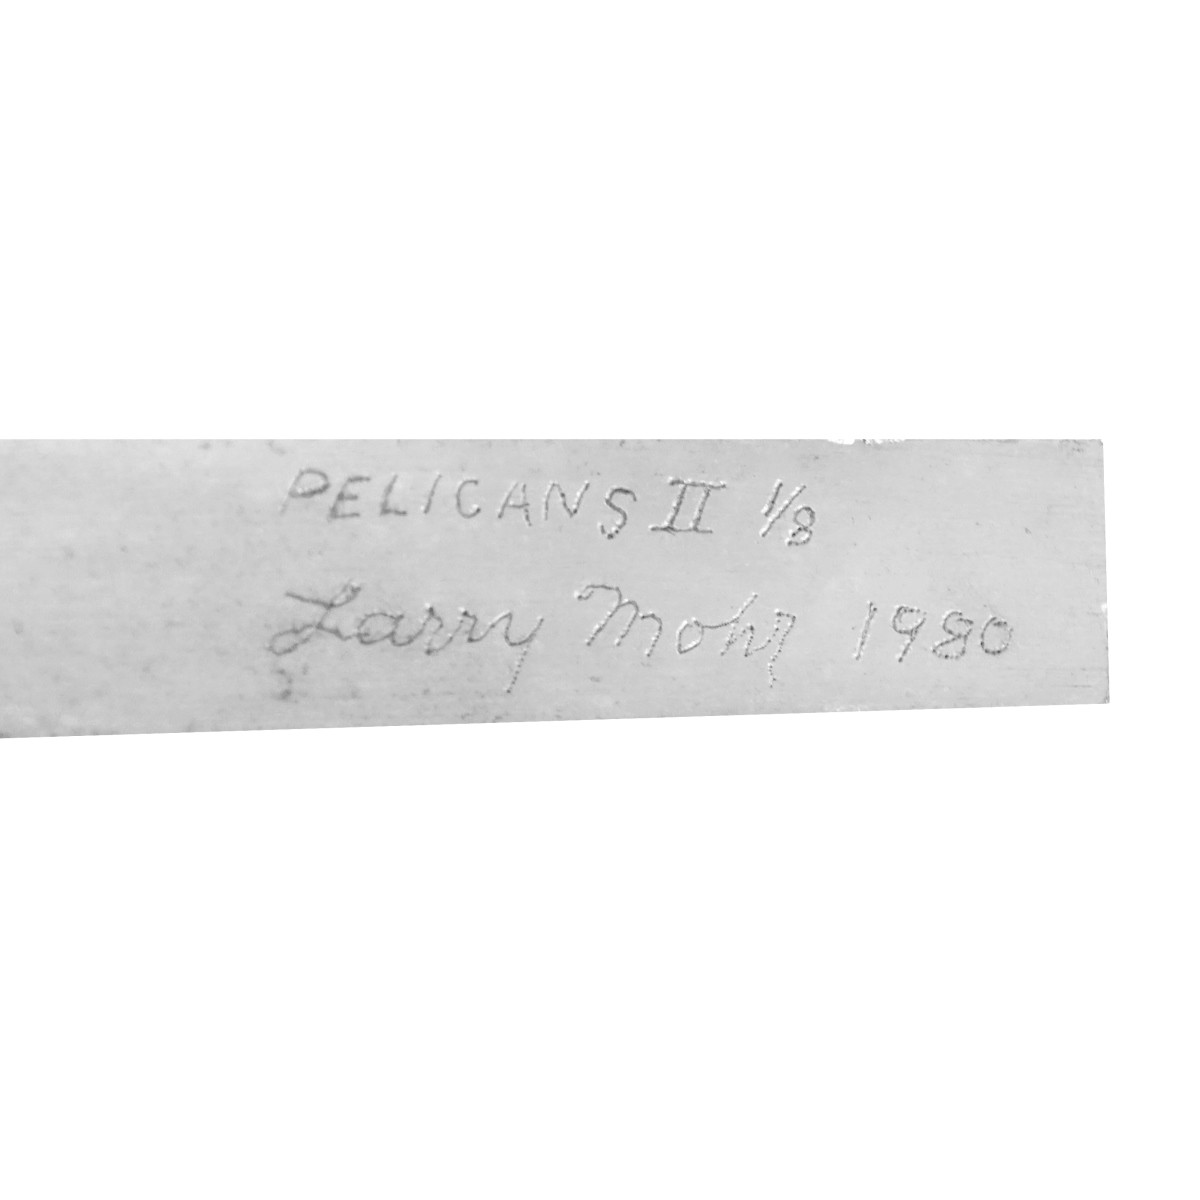 PELICANS II 1/8
Larry Mohr 1980